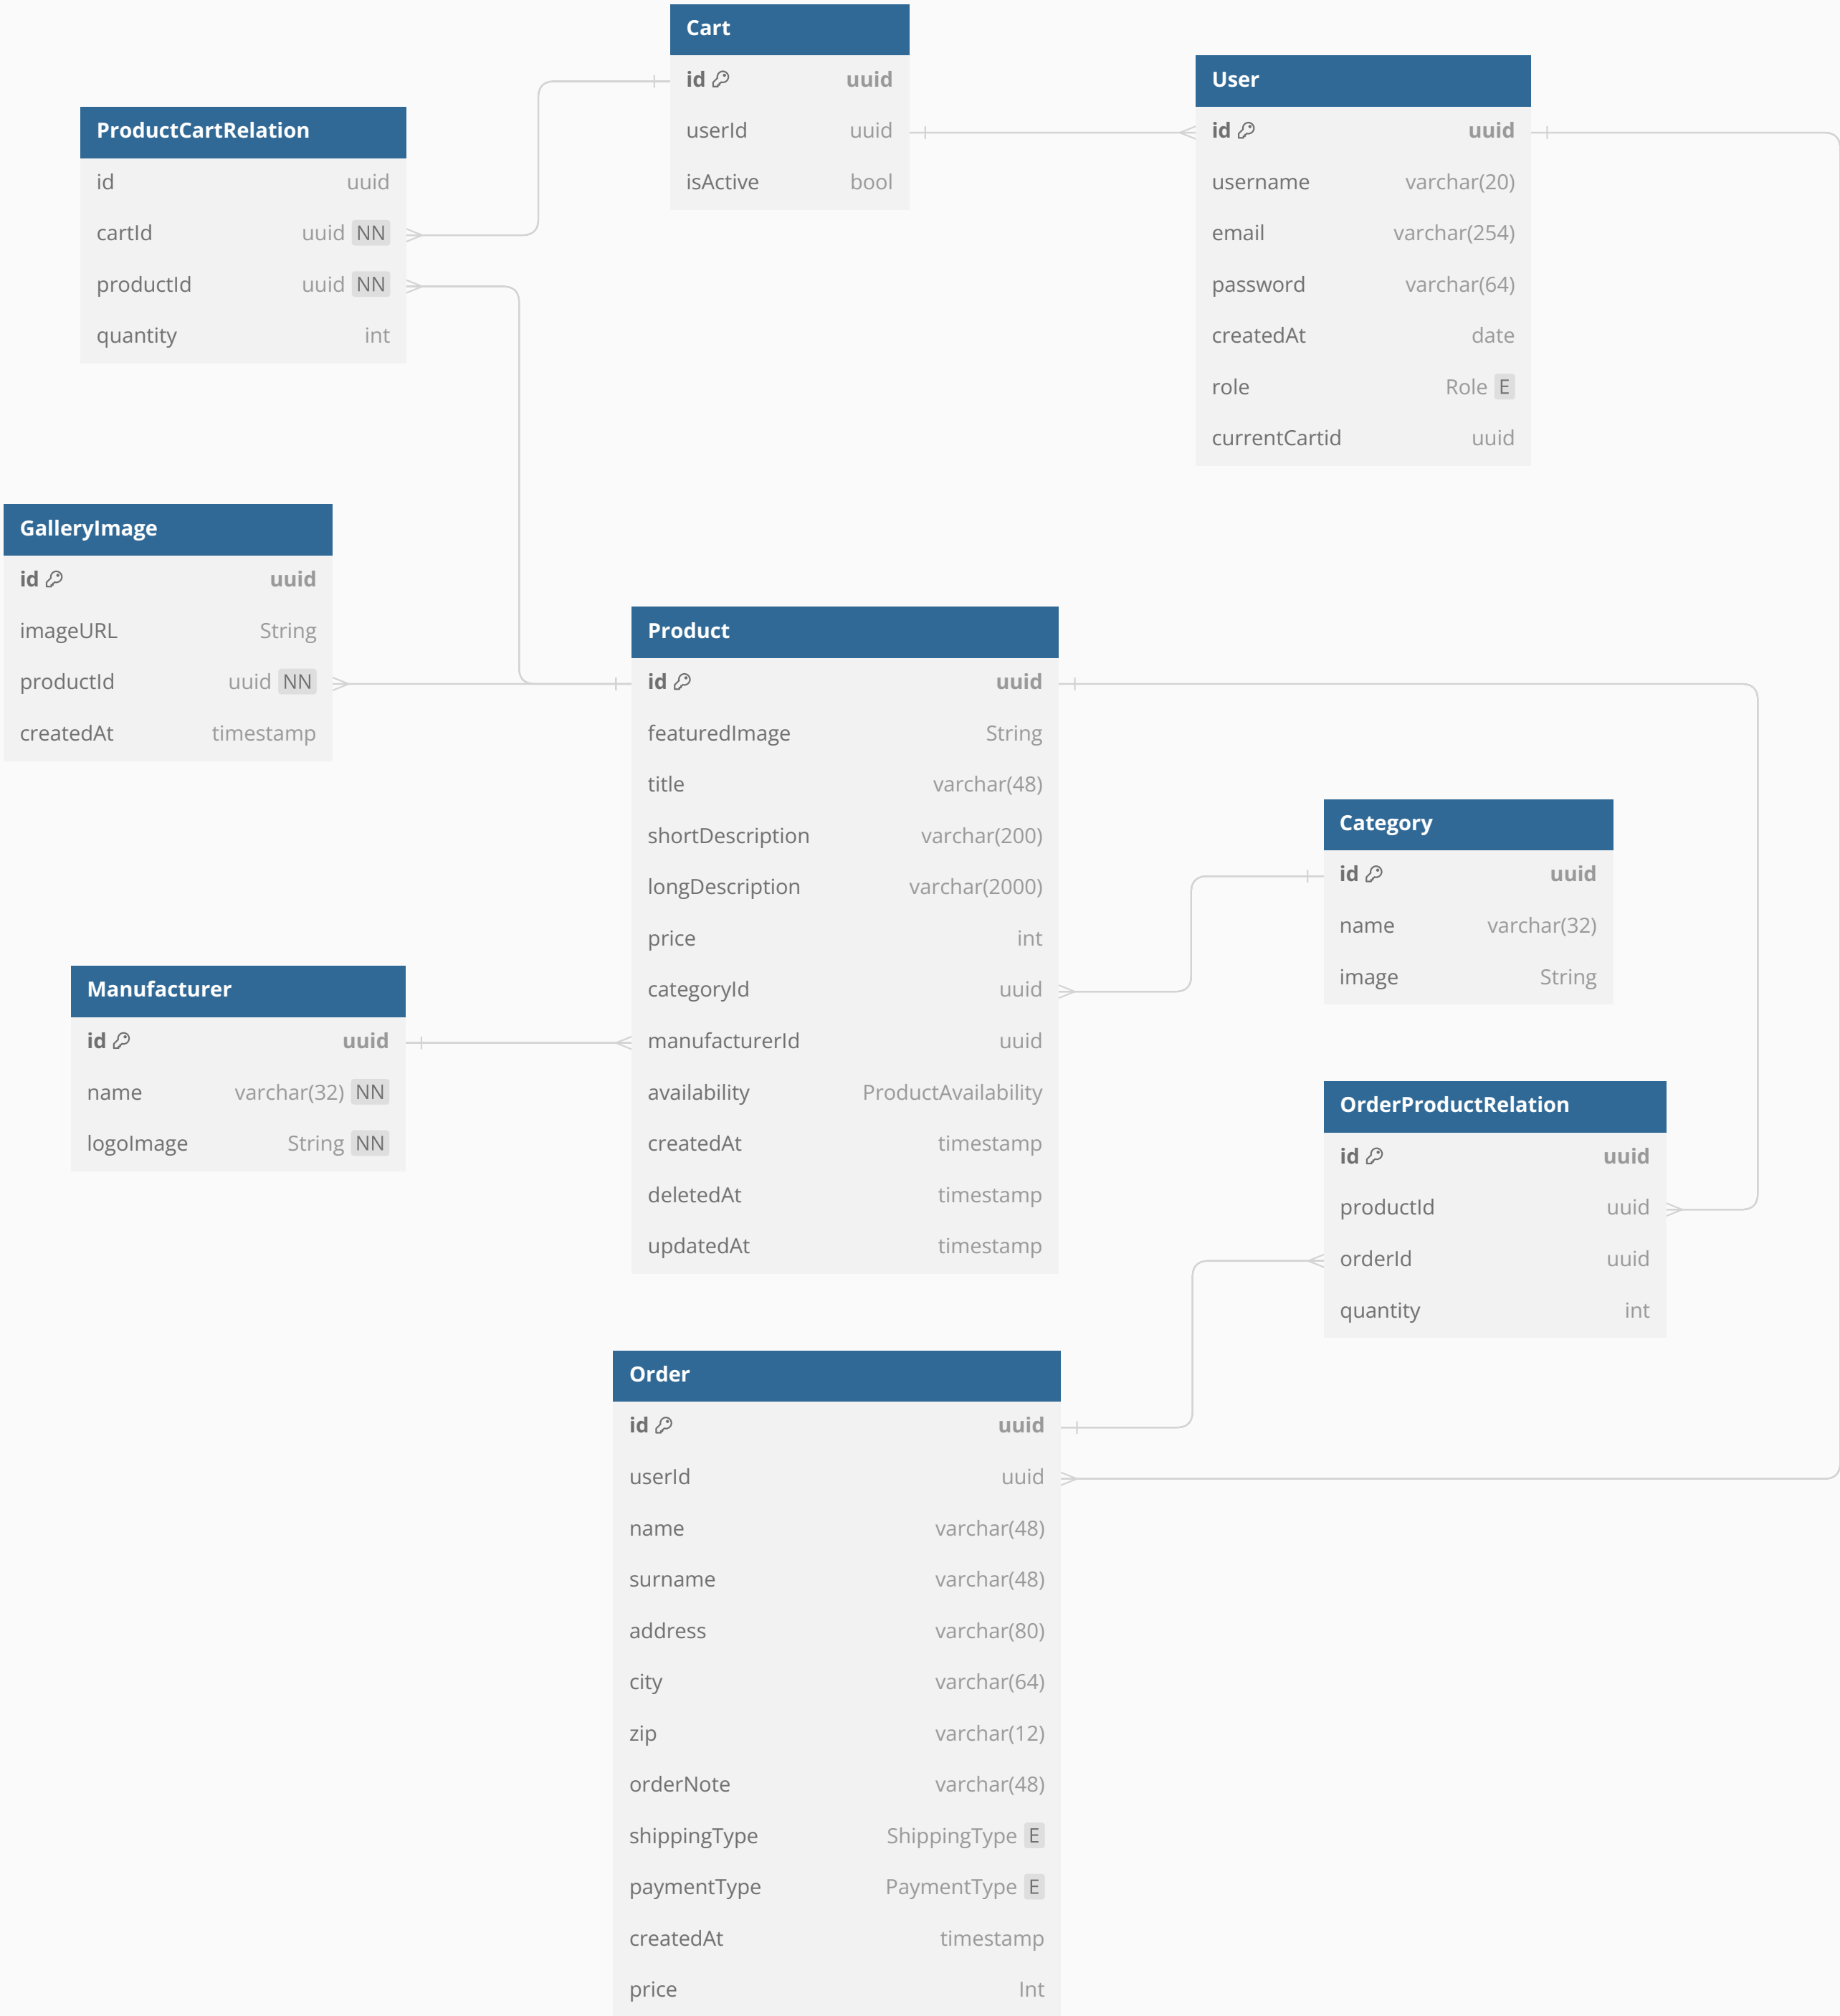 Cart
id uuid
userId uuid
isActive bool
User
id uuid
username varchar(20)
email varchar(254)
password varchar(64)
createdAt date
role Role E
currentCartid uuid
ProductCartRelation
id uuid
cartId uuid NN
productId uuid NN
quantity int
GalleryImage
id uuid
imageURL String
productId uuid NN
createdAt timestamp
Product
id uuid
featuredImage String
title varchar(48)
shortDescription varchar(200)
longDescription varchar(2000)
price int
categoryId uuid
manufacturerId uuid
availability ProductAvailability
createdAt timestamp
deletedAt timestamp
updatedAt timestamp
Category
id uuid
name varchar(32)
image String
Manufacturer
id uuid
name varchar(32) NN
logoImage String NN
OrderProductRelation
id uuid
productId uuid
orderId uuid
quantity int
Order
id uuid
userId uuid
name varchar(48)
surname varchar(48)
address varchar(80)
city varchar(64)
zip varchar(12)
orderNote varchar(48)
shippingType ShippingType E
paymentType PaymentType E
createdAt timestamp
price Int